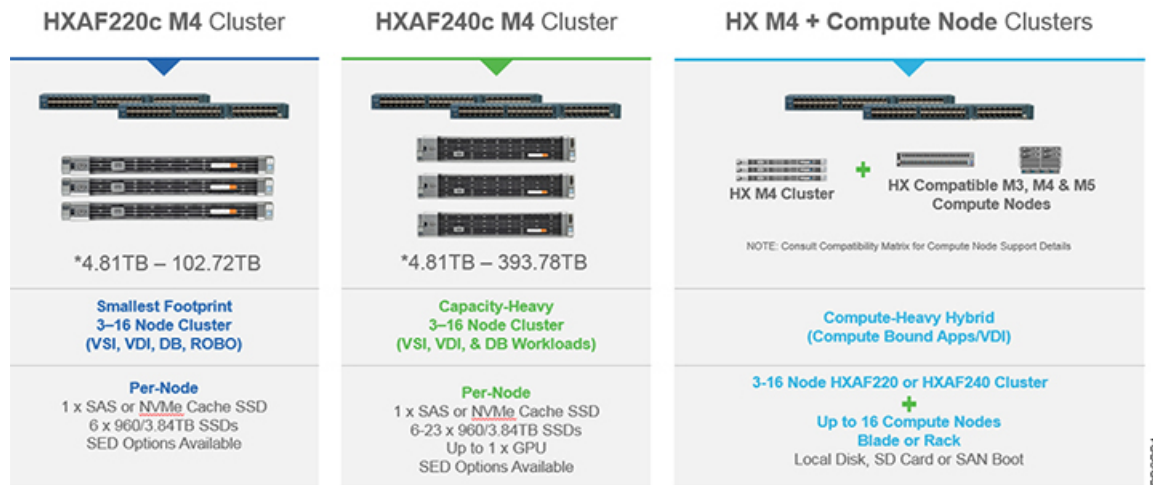 HXAF220c M4 Cluster
*4.81TB – 102.72TB
Smallest Footprint
3–16 Node Cluster
(VSI, VDI, DB, ROBO)
Per-Node
1 x SAS or NVMe Cache SSD
6 x 960/3.84TB SSDs
SED Options Available
HXAF240c M4 Cluster
*4.81TB – 393.78TB
Capacity-Heavy
3–16 Node Cluster
(VSI, VDI, & DB Workloads)
Per-Node
1 x SAS or NVMe Cache SSD
6-23 x 960/3.84TB SSDs
Up to 1 x GPU
SED Options Available
HX M4 + Compute Node Clusters
HX M4 Cluster
+
HX Compatible M3, M4 & M5
Compute Nodes
NOTE: Consult Compatibility Matrix for Compute Node Support Details
Compute-Heavy Hybrid
(Compute Bound Apps/VDI)
3-16 Node HXAF220 or HXAF240 Cluster
+
Up to 16 Compute Nodes
Blade or Rack
Local Disk, SD Card or SAN Boot